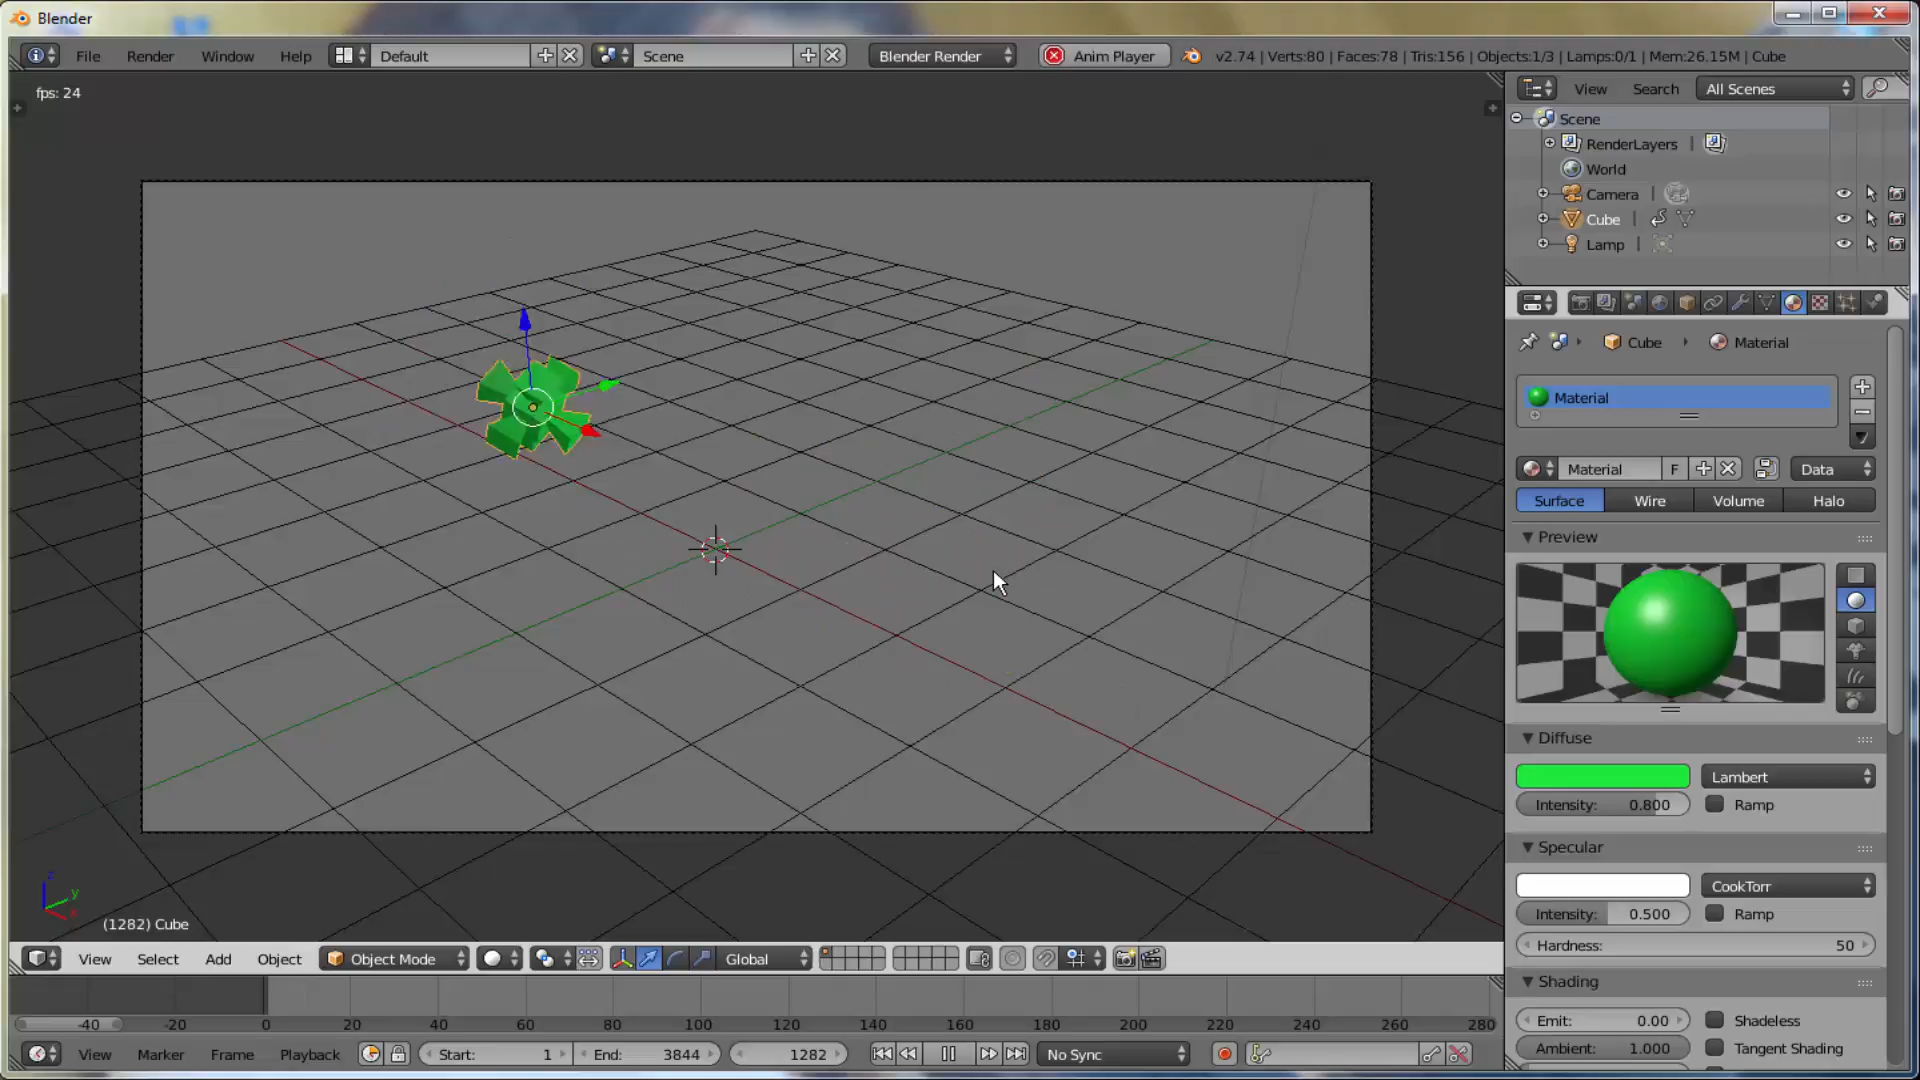 Blender
File Render Window Help Default Scene Blender Render Anim Player v2.74 | Verts:80 | Faces:78 | Tris:156 | Objects:1/3 | Lamps:0/1 | Mem:26.15M | Cube
fps: 24
View Search All Scenes
Scene
RenderLayers
World
Camera
Cube
Lamp
Cube Material
Material
Material F Data
Surface Wire Volume Halo
Preview
Diffuse
Lambert
Intensity: 0.800 Ramp
Specular
CookTorr
Intensity: 0.500 Ramp
Hardness: 50
Shading
Emit: 0.00 Shadeless
Ambient: 1.000 Tangent Shading
z
y
x
(1282) Cube
View Select Add Object Object Mode Global
-40 -20 0 20 40 60 80 100 120 140 160 180 200 220 240 260 280
View Marker Frame Playback Start: 1 End: 3844 1282 No Sync